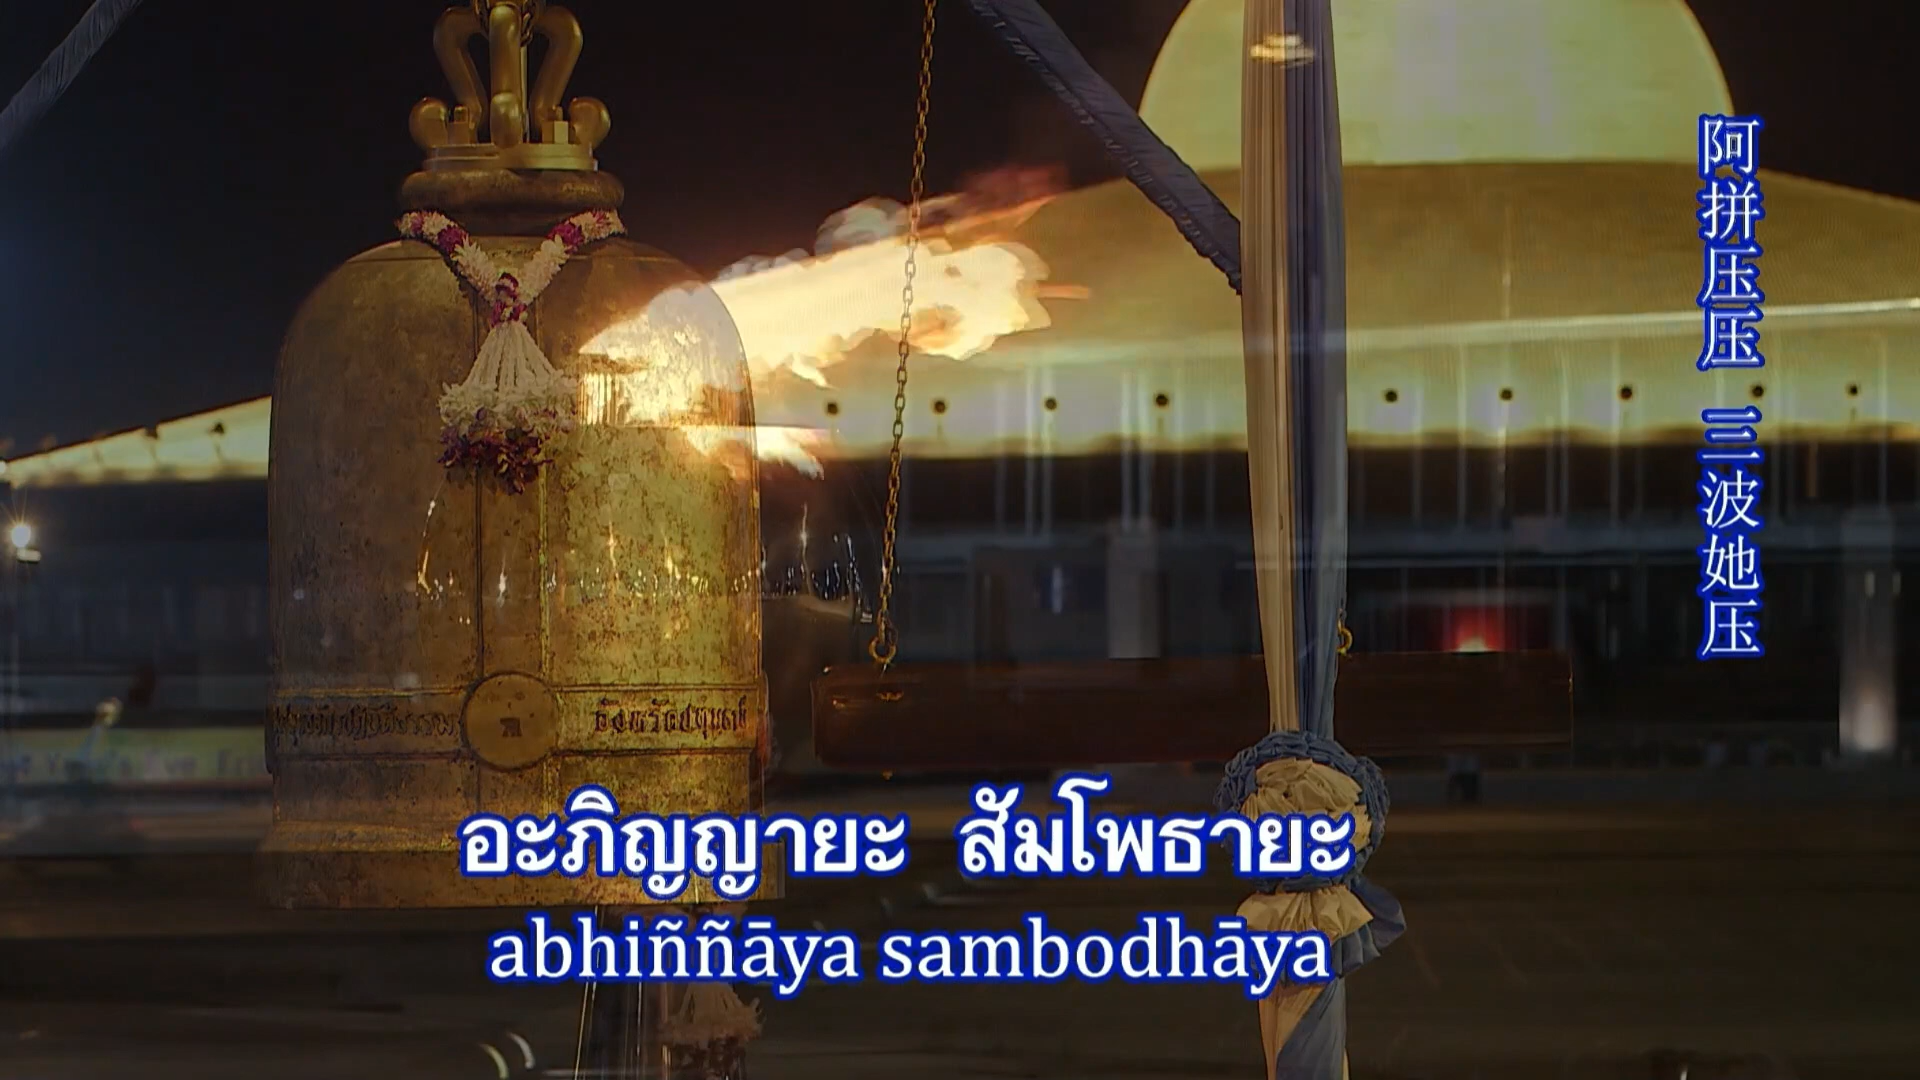 阿拼压压 三波她压
อะภิญญายะ สัมโพธายะ
abhiññāya sambodhāya